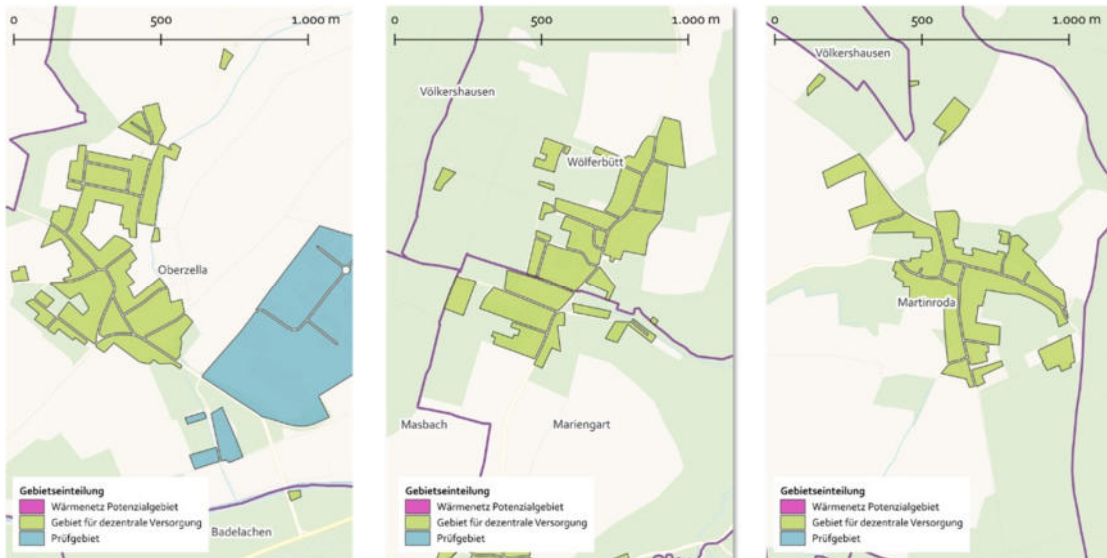 0 500 1.000 m
Oberzella
Badelachen
Gebietseinteilung
Wärmenetz Potenzialgebiet
Gebiet für dezentrale Versorgung
Prüfgebiet
0 500 1.000 m
Völkershausen
Wölferbütt
Masbach
Mariengart
Gebietseinteilung
Wärmenetz Potenzialgebiet
Gebiet für dezentrale Versorgung
Prüfgebiet
0 500 1.000 m
Völkershausen
Martinroda
Gebietseinteilung
Wärmenetz Potenzialgebiet
Gebiet für dezentrale Versorgung
Prüfgebiet